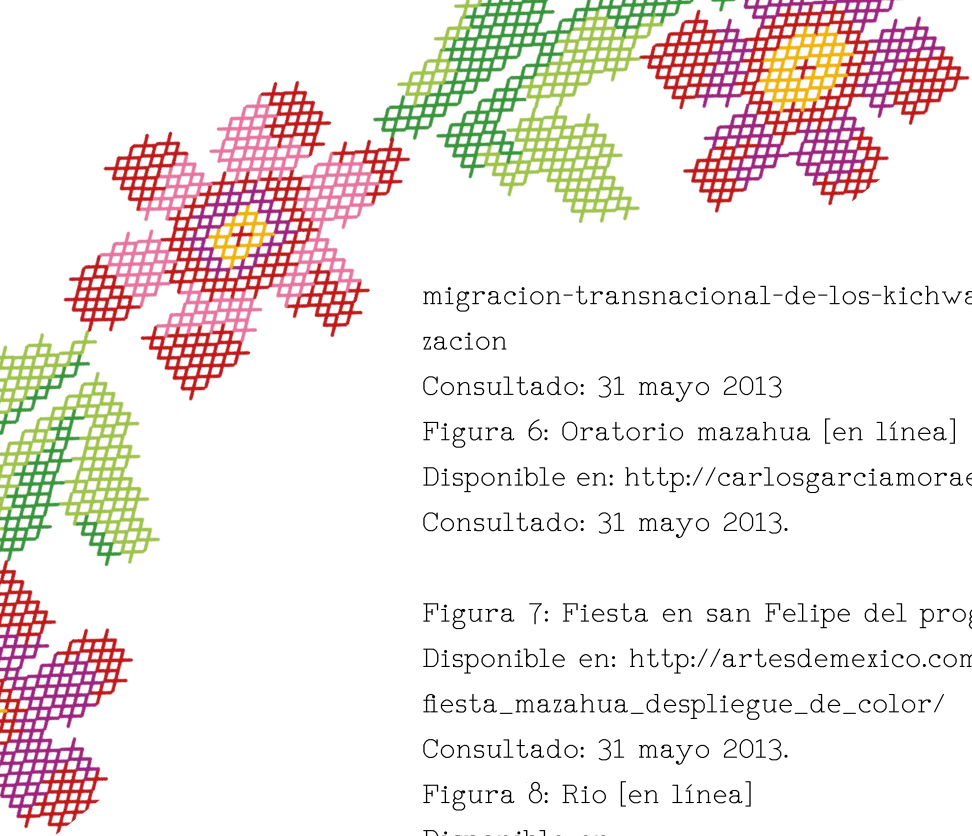 migracion-transnacional-de-los-kichwa
zacion
Consultado: 31 mayo 2013
Figura 6: Oratorio mazahua [en línea]
Disponible en: http://carlosgarciamorae
Consultado: 31 mayo 2013.
Figura 7: Fiesta en san Felipe del prog
Disponible en: http://artesdemexico.com
fiesta_mazahua_despliegue_de_color/
Consultado: 31 mayo 2013.
Figura 8: Rio [en línea]
Disponible en